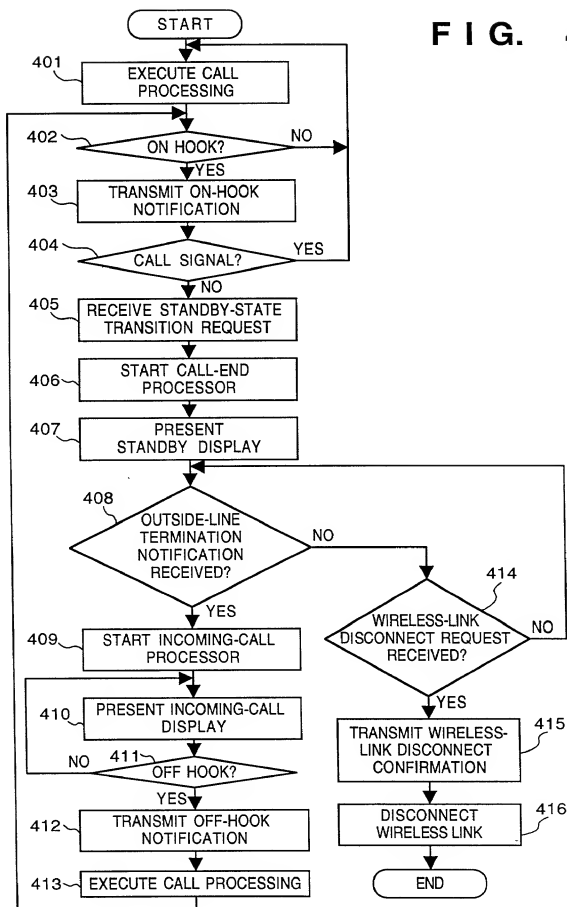 START
F I G.
401
EXECUTE CALL
PROCESSING
402
ON HOOK?
NO
YES
403
TRANSMIT ON-HOOK
NOTIFICATION
404
CALL SIGNAL?
YES
NO
405
RECEIVE STANDBY-STATE
TRANSITION REQUEST
406
START CALL-END
PROCESSOR
407
PRESENT
STANDBY DISPLAY
408
OUTSIDE-LINE
TERMINATION
NOTIFICATION
RECEIVED?
NO
YES
414
WIRELESS-LINK
DISCONNECT REQUEST
RECEIVED?
NO
YES
409
START INCOMING-CALL
PROCESSOR
410
PRESENT INCOMING-CALL
DISPLAY
411
OFF HOOK?
NO
YES
412
TRANSMIT OFF-HOOK
NOTIFICATION
413
EXECUTE CALL PROCESSING
TRANSMIT WIRELESS-
LINK DISCONNECT
CONFIRMATION
415
DISCONNECT
WIRELESS LINK
416
END